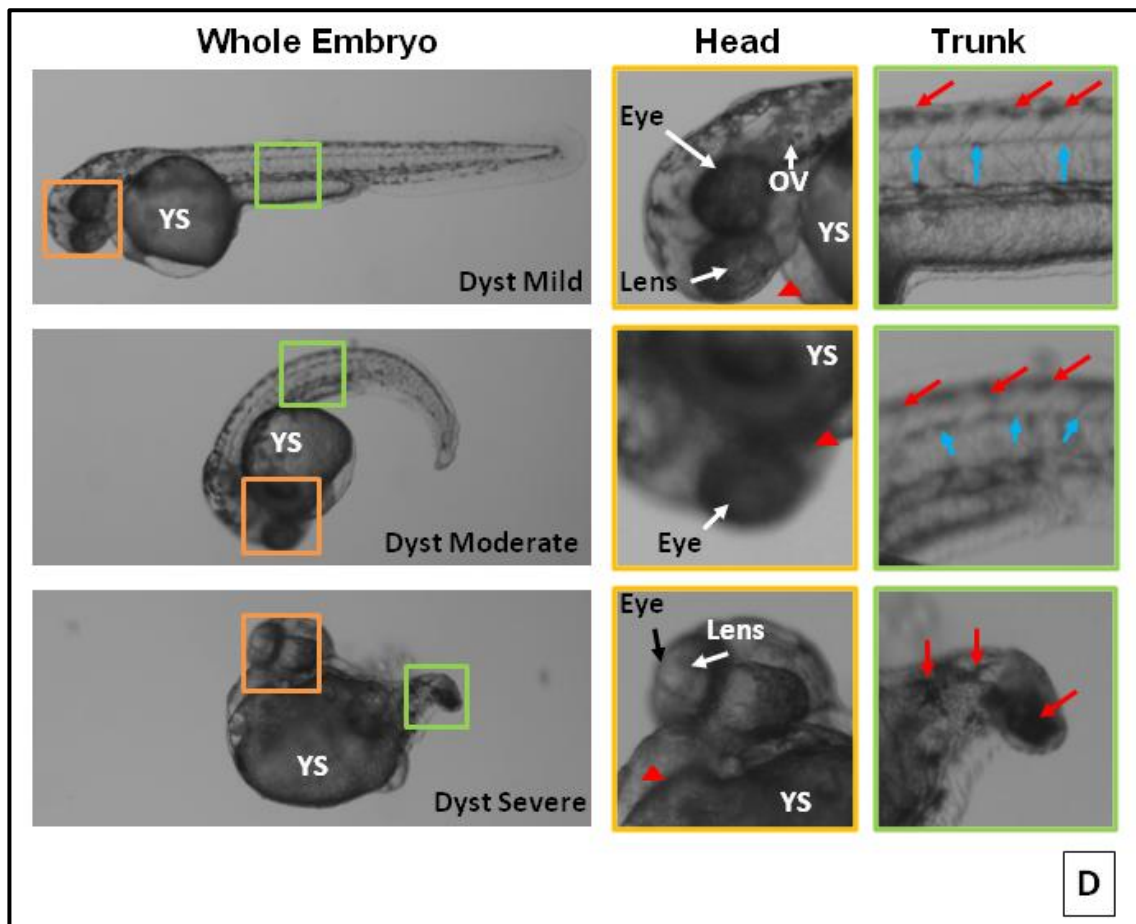 Whole Embryo Head Trunk
YS
Dyst Mild
Eye
OV
YS
Lens
YS
Dyst Moderate
YS
Eye
YS
Dyst Severe
Eye
Lens
YS
D